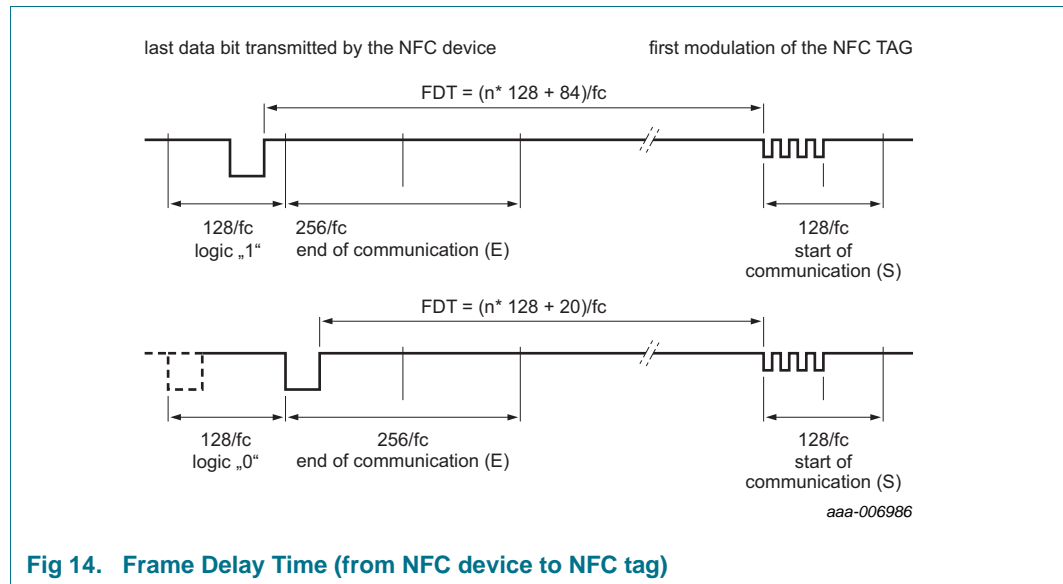 last data bit transmitted by the NFC device
first modulation of the NFC TAG
FDT = (n* 128 + 84)/fc
128/fc
logic „1“
256/fc
end of communication (E)
128/fc
start of
communication (S)
FDT = (n* 128 + 20)/fc
128/fc
logic „0“
256/fc
end of communication (E)
128/fc
start of
communication (S)
aaa-006986
Fig 14. Frame Delay Time (from NFC device to NFC tag)